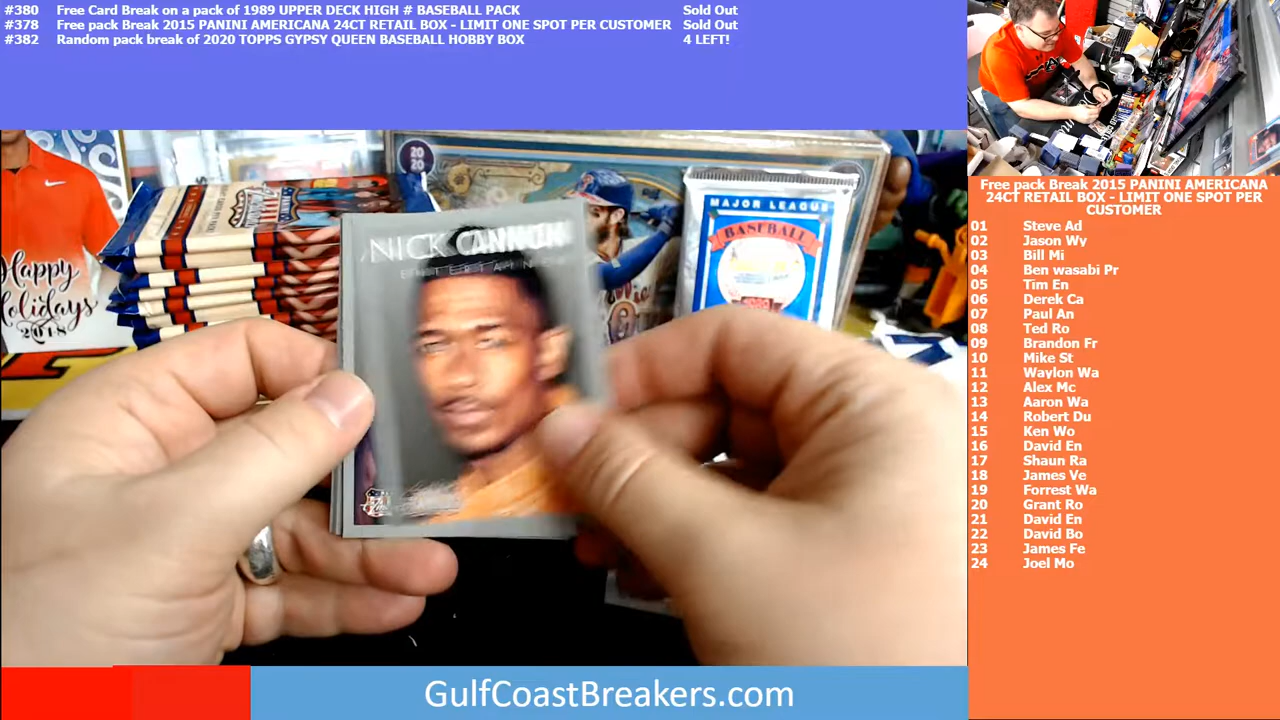 #380 Free Card Break on a pack of 1989 UPPER DECK HIGH # BASEBALL PACK Sold Out
#378 Free pack Break 2015 PANINI AMERICANA 24CT RETAIL BOX - LIMIT ONE SPOT PER CUSTOMER Sold Out
#382 Random pack break of 2020 TOPPS GYPSY QUEEN BASEBALL HOBBY BOX 4 LEFT!
20
20
MAJOR LEAGUE
BASEBALL
1989
NICK CANNON
ENTERTAINER
Happy
Holidays
2018
GulfCoastBreakers.com
Free pack Break 2015 PANINI AMERICANA
24CT RETAIL BOX - LIMIT ONE SPOT PER
CUSTOMER
01 Steve Ad
02 Jason Wy
03 Bill Mi
04 Ben wasabi Pr
05 Tim En
06 Derek Ca
07 Paul An
08 Ted Ro
09 Brandon Fr
10 Mike St
11 Waylon Wa
12 Alex Mc
13 Aaron Wa
14 Robert Du
15 Ken Wo
16 David En
17 Shaun Ra
18 James Ve
19 Forrest Wa
20 Grant Ro
21 David En
22 David Bo
23 James Fe
24 Joel Mo